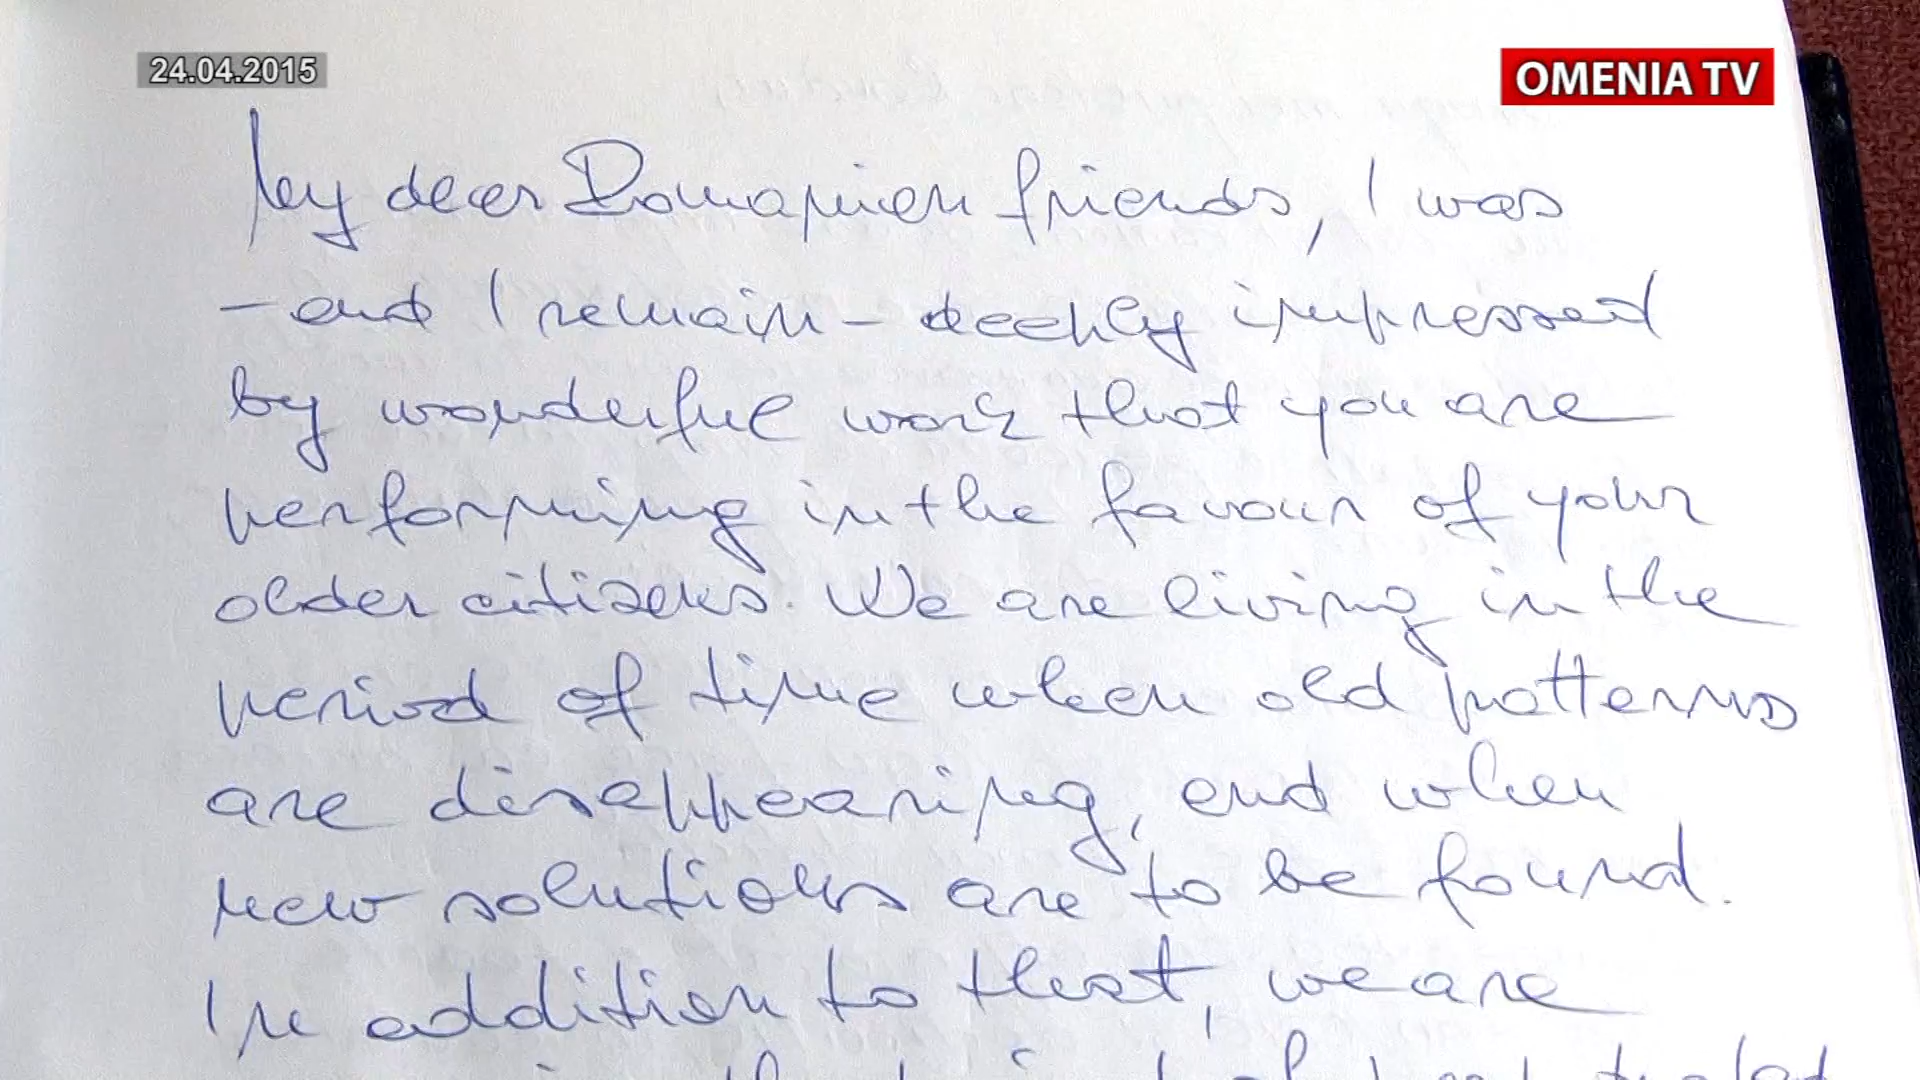 24.04.2015
OMENIA TV
My dear Romanien friends, I was
- and I remain - deeply impressed
by wonderful work that you are
performing in the favour of your
older citizens. We are living in the
period of time when old patterns
are disappearing, and when
new solutions are to be found.
In addition to that, we are